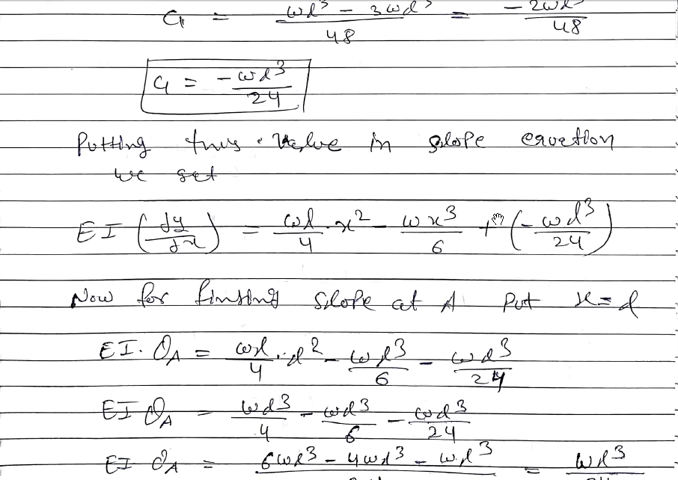 C1 = wl³ - 3wl³ / 48 = -2wl³ / 48
C1 = -wl³ / 24
Putting this value in slope equation
we get
EI (dy/dx) = wl/4 · x² - wx³/6 + (-wl³/24)
Now for finding slope at A put x = l
EI. θA = wl/4 · l² - wl³/6 - wl³/24
EI θA = wl³/4 - wl³/6 - wl³/24
EI θA = 6wl³ - 4wl³ - wl³ / 24 = wl³ / 24